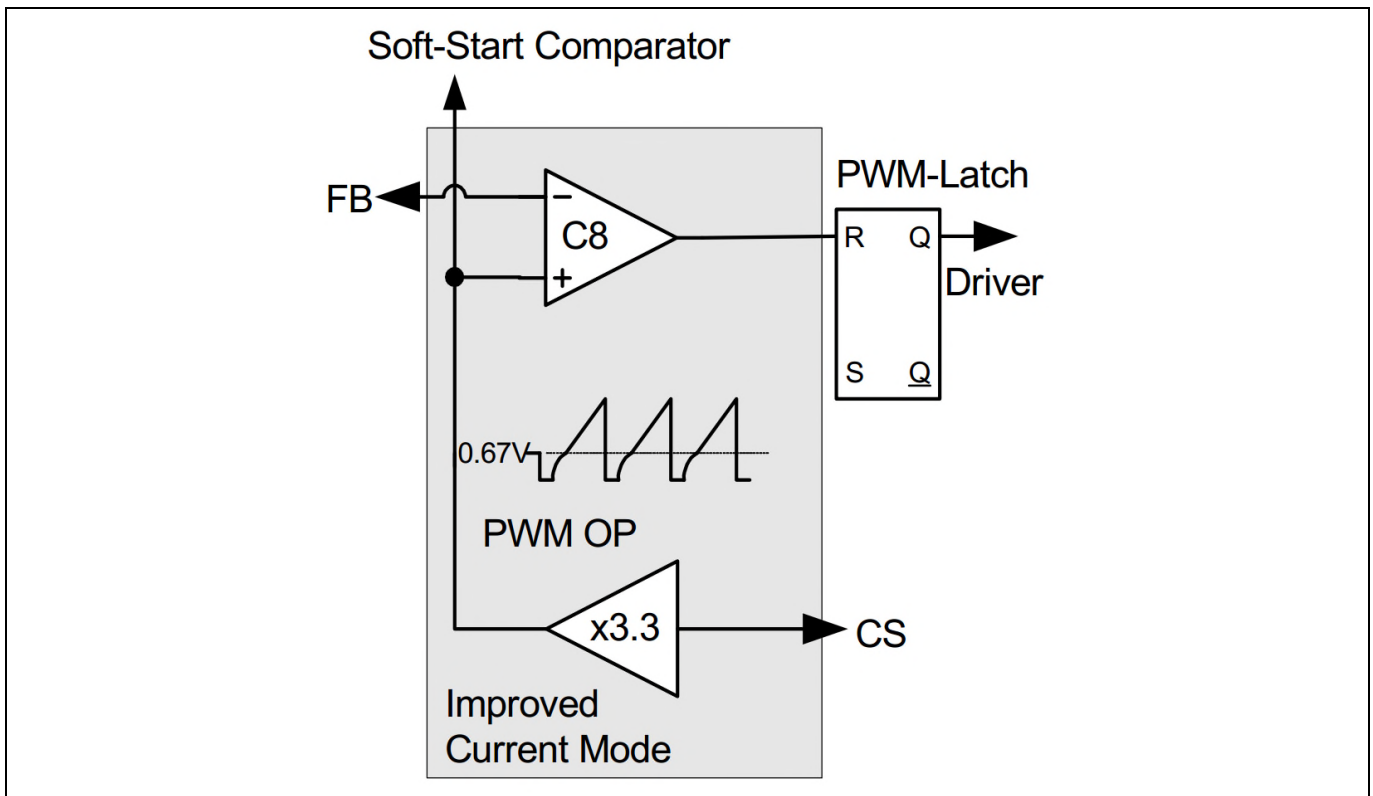 Soft-Start Comparator
FB
−
C8
+
PWM-Latch
R Q
Driver
S Q
0.67V
PWM OP
x3.3
CS
Improved
Current Mode